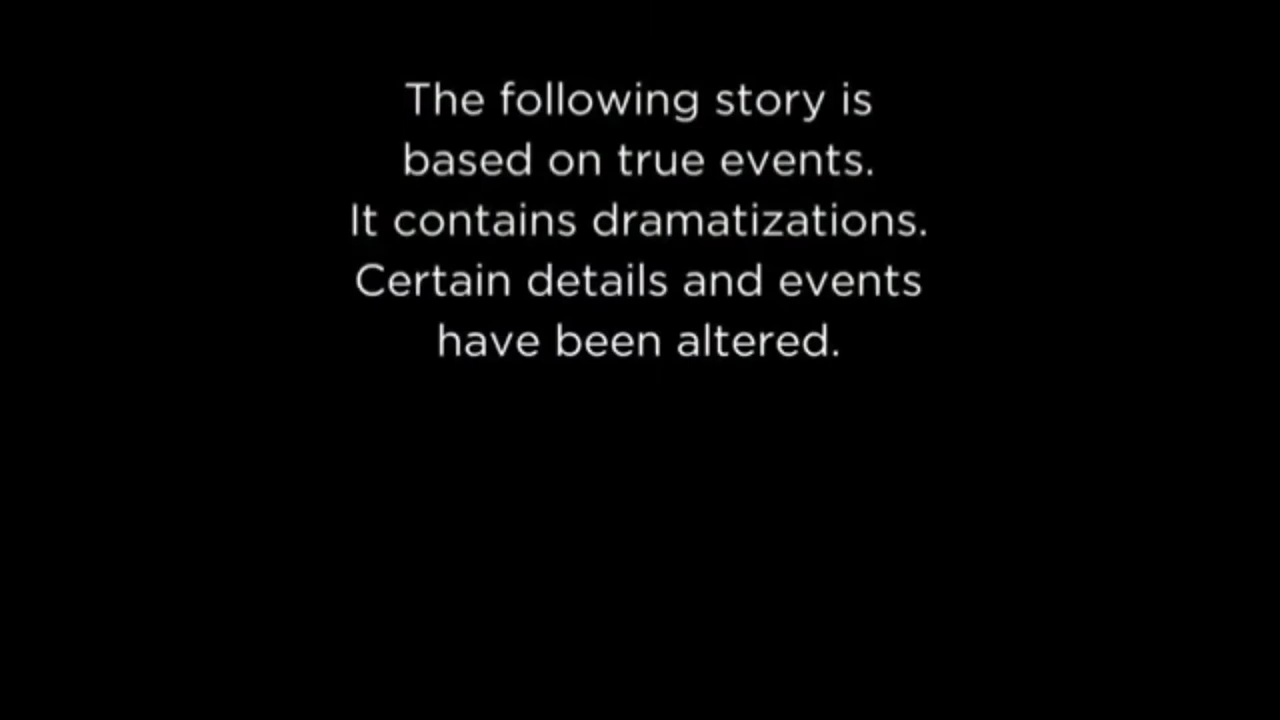 The following story is
based on true events.
It contains dramatizations.
Certain details and events
have been altered.